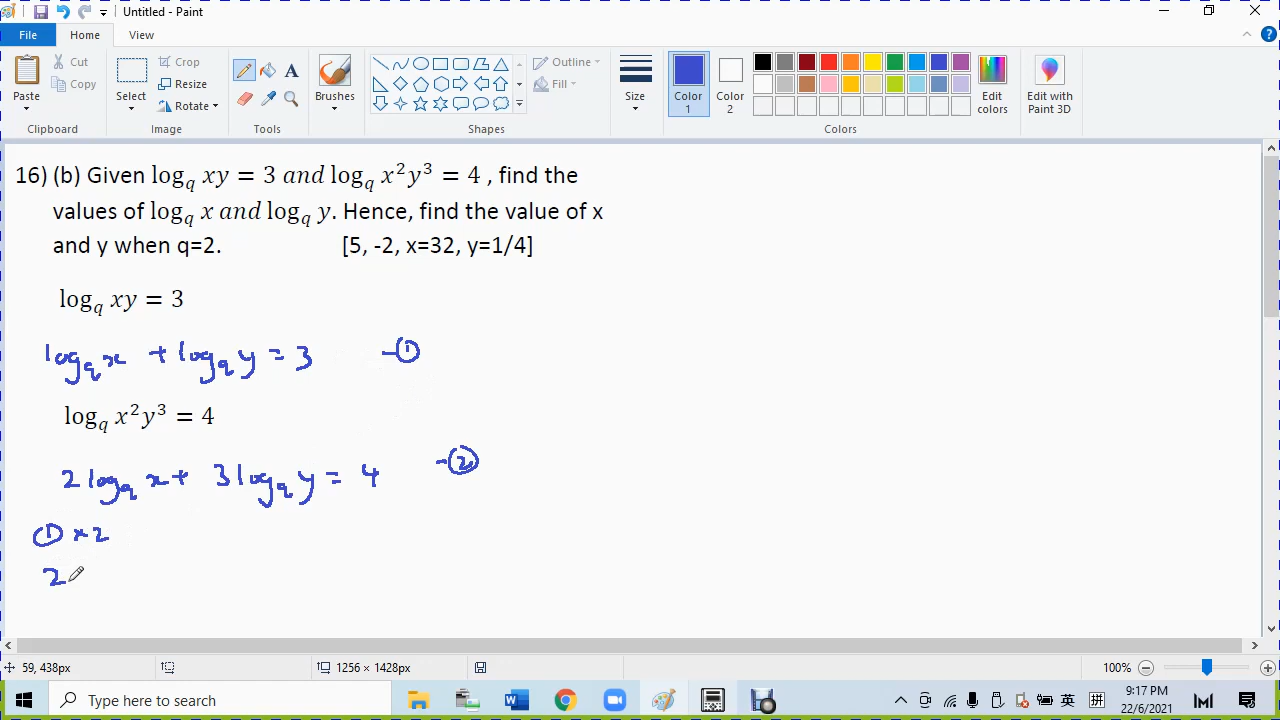 Untitled - Paint
File Home View
Paste Cut Copy Select Crop Resize Rotate A Brushes Outline Fill Size Color 1 Color 2 Edit colors Edit with Paint 3D
Clipboard Image Tools Shapes Colors
16) (b) Given log_q xy = 3 and log_q x²y³ = 4 , find the
values of log_q x and log_q y. Hence, find the value of x
and y when q=2. [5, -2, x=32, y=1/4]
log_q xy = 3
log_q x + log_q y = 3 -①
log_q x²y³ = 4
2 log_q x + 3 log_q y = 4 -②
① × 2
2
59, 438px 1256 × 1428px 100%
Type here to search W 英 拼 9:17 PM
22/6/2021